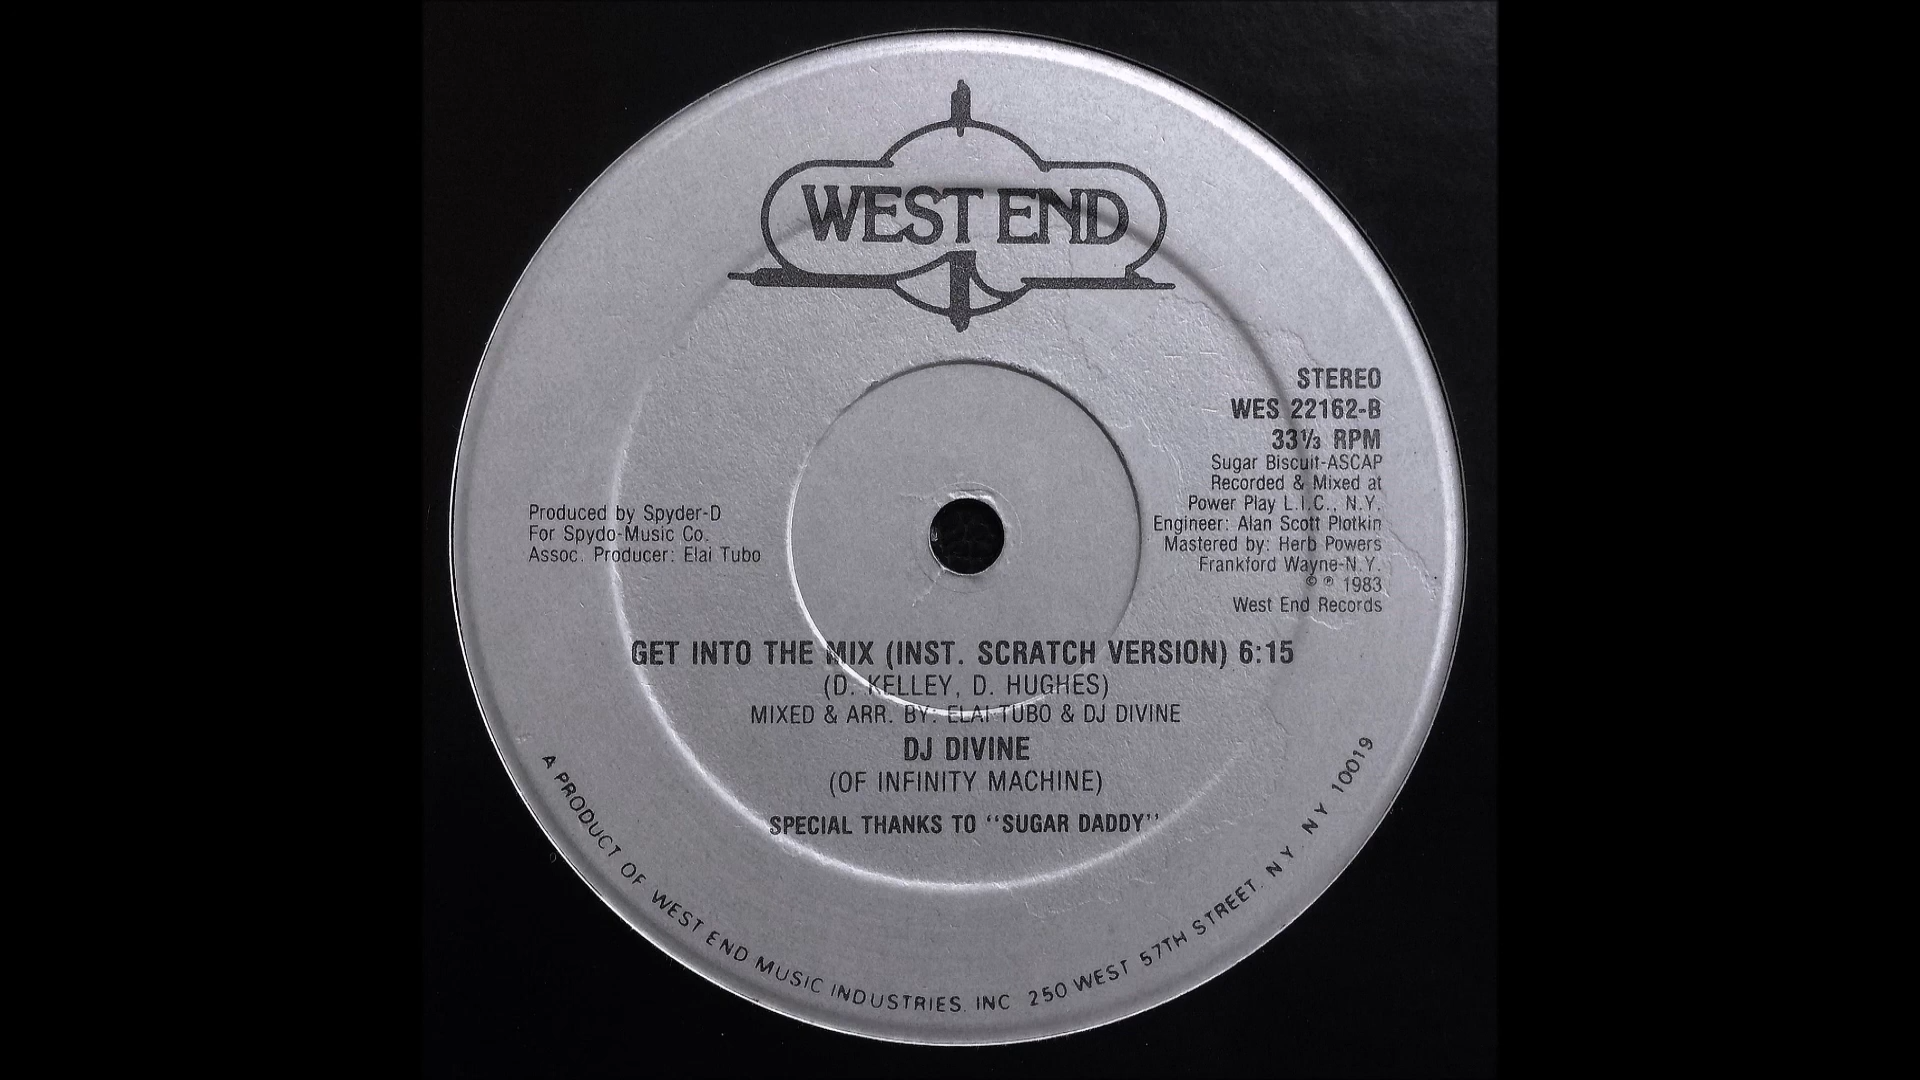 WEST END
STEREO
WES 22162-B
33⅓ RPM
Sugar Biscuit-ASCAP
Recorded & Mixed at
Power Play L.I.C., N.Y.
Engineer: Alan Scott Plotkin
Mastered by: Herb Powers
Frankford Wayne-N.Y.
© ℗ 1983
West End Records
Produced by Spyder-D
For Spydo-Music Co.
Assoc. Producer: Elai Tubo
GET INTO THE MIX (INST. SCRATCH VERSION) 6:15
(D. KELLEY, D. HUGHES)
MIXED & ARR. BY: ELAI TUBO & DJ DIVINE
DJ DIVINE
(OF INFINITY MACHINE)
SPECIAL THANKS TO “SUGAR DADDY”
A PRODUCT OF WEST END MUSIC INDUSTRIES. INC 250 WEST 57TH STREET. N.Y. NY 10019